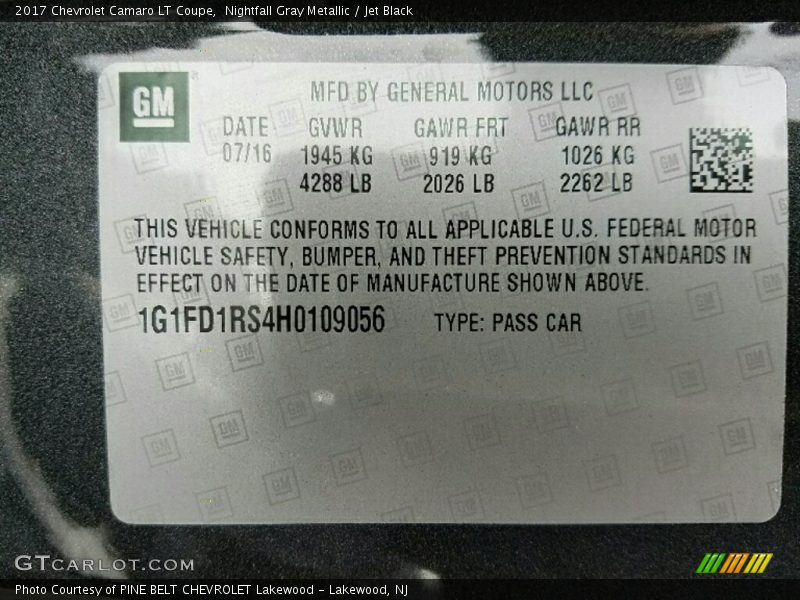 2017 Chevrolet Camaro LT Coupe, Nightfall Gray Metallic / Jet Black
GM
MFD BY GENERAL MOTORS LLC
DATE GVWR GAWR FRT GAWR RR
07/16 1945 KG 919 KG 1026 KG
4288 LB 2026 LB 2262 LB
THIS VEHICLE CONFORMS TO ALL APPLICABLE U.S. FEDERAL MOTOR
VEHICLE SAFETY, BUMPER, AND THEFT PREVENTION STANDARDS IN
EFFECT ON THE DATE OF MANUFACTURE SHOWN ABOVE.
1G1FD1RS4H0109056 TYPE: PASS CAR
GTCARLOT.COM
Photo Courtesy of PINE BELT CHEVROLET Lakewood - Lakewood, NJ